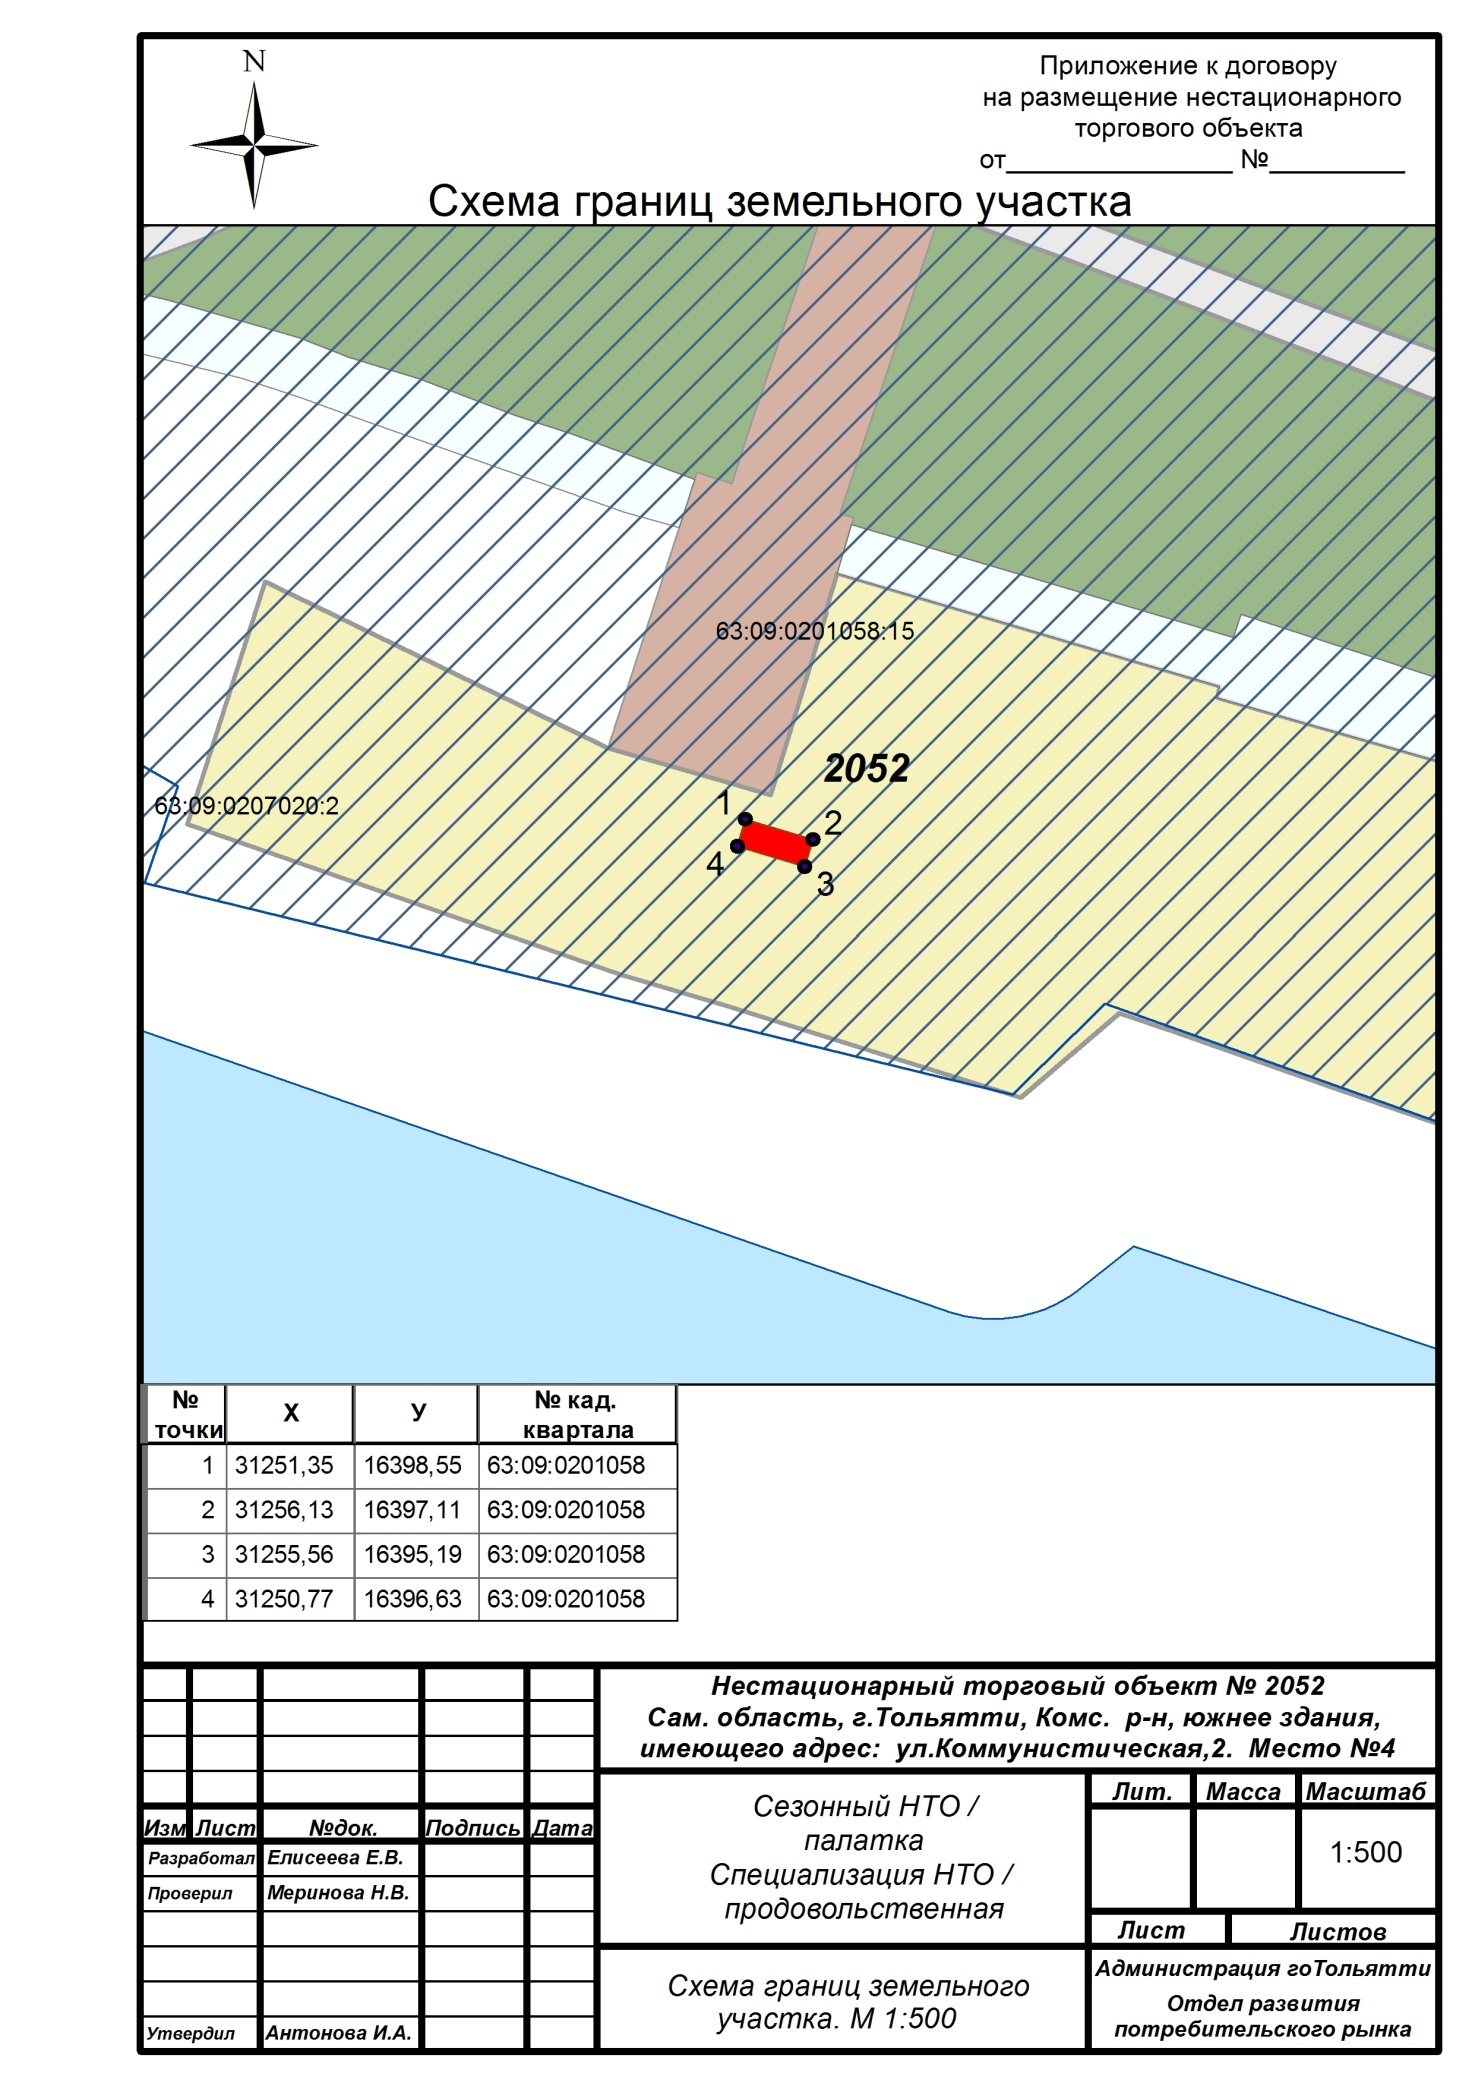 N
Приложение к договору
на размещение нестационарного
торгового объекта
от________________ №__________
Схема границ земельного участка
63:09:0201058:15
2052
63:09:0207020:2
1
2
4
3
№ точки X У № кад. квартала
1 31251,35 16398,55 63:09:0201058
2 31256,13 16397,11 63:09:0201058
3 31255,56 16395,19 63:09:0201058
4 31250,77 16396,63 63:09:0201058
Нестационарный торговый объект № 2052
Сам. область, г.Тольятти, Комс. р-н, южнее здания,
имеющего адрес: ул.Коммунистическая,2. Место №4
Сезонный НТО /
палатка
Специализация НТО /
продовольственная
Лит. Масса Масштаб
1:500
Лист Листов
Изм Лист №док. Подпись Дата
Разработал Елисеева Е.В.
Проверил Меринова Н.В.
Утвердил Антонова И.А.
Схема границ земельного
участка. М 1:500
Администрация гоТольятти
Отдел развития
потребительского рынка